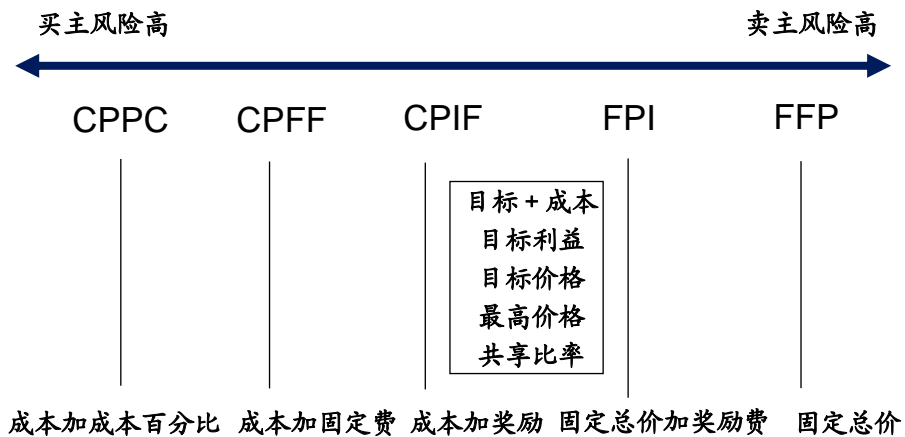 买主风险高 卖主风险高
CPPC CPFF CPIF FPI FFP
目标 + 成本
目标利益
目标价格
最高价格
共享比率
成本加成本百分比 成本加固定费 成本加奖励 固定总价加奖励费 固定总价